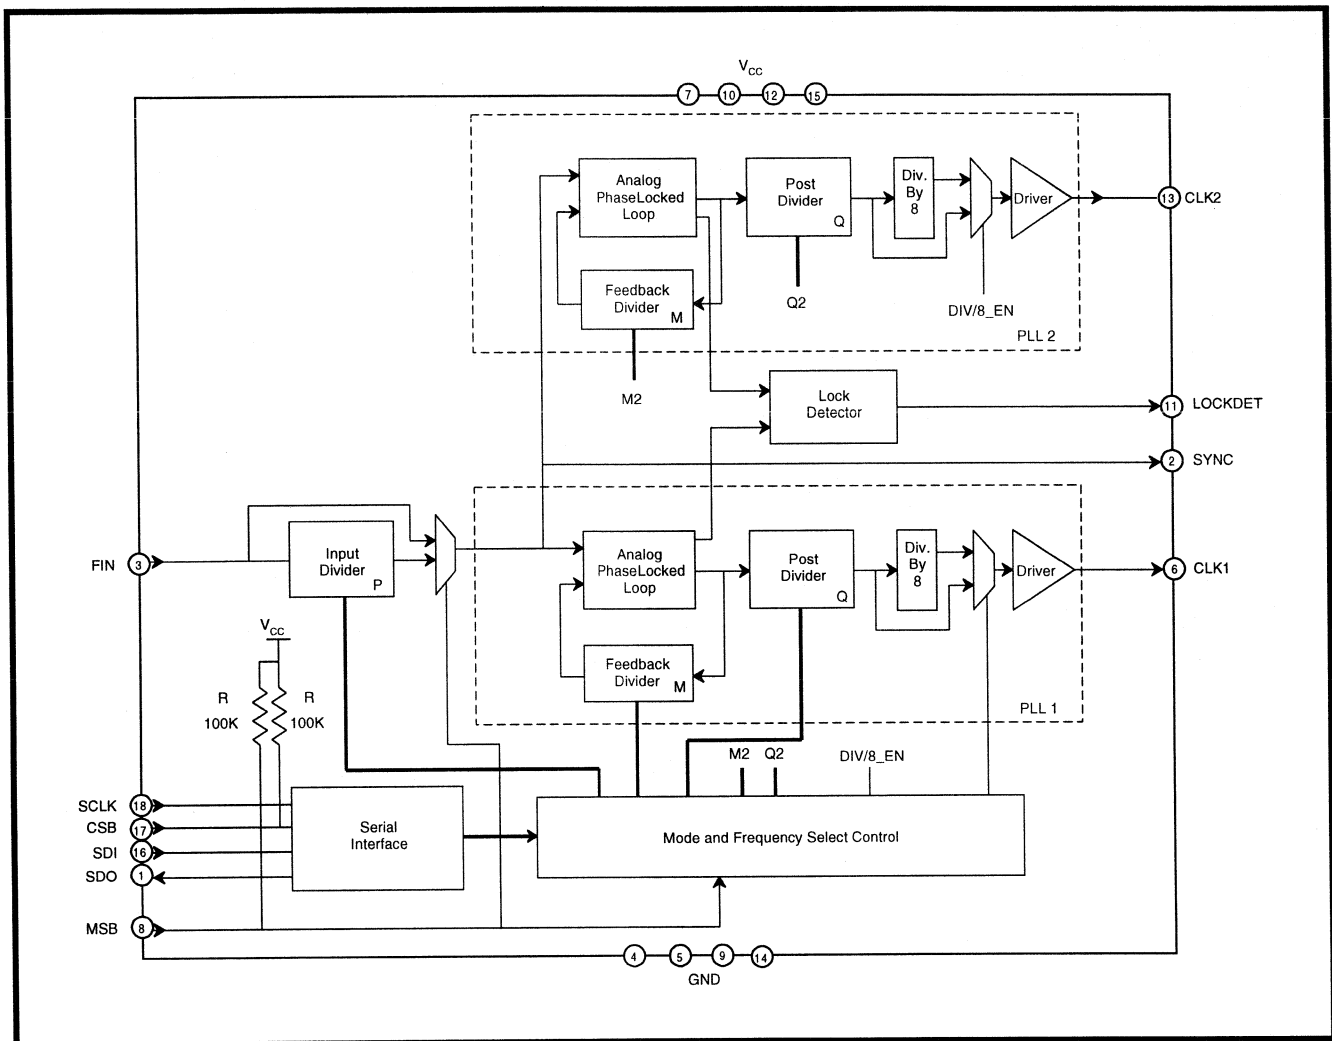 VCC
7 10 12 15
Analog
PhaseLocked
Loop
Post
Divider
Q
Div.
By
8
Driver
13 CLK2
Feedback
Divider
M
Q2
DIV/8_EN
PLL 2
M2
Lock
Detector
11 LOCKDET
2 SYNC
FIN 3
Input
Divider
P
Analog
PhaseLocked
Loop
Post
Divider
Q
Div.
By
8
Driver
6 CLK1
VCC
R
100K
R
100K
Feedback
Divider
M
PLL 1
M2 Q2 DIV/8_EN
SCLK 18
CSB 17
SDI 16
SDO 1
MSB 8
Serial
Interface
Mode and Frequency Select Control
4 5 9 14
GND